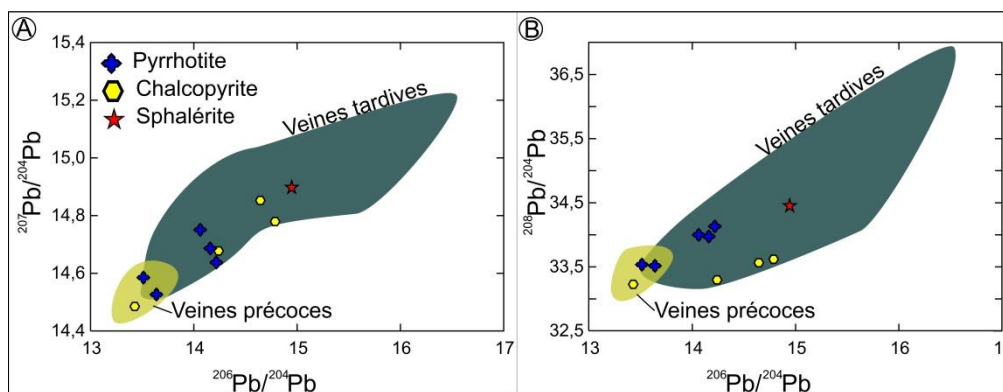 A
15,4
15,2
15,0
14,8
14,6
14,4
207Pb/204Pb
Pyrrhotite
Chalcopyrite
Sphalérite
Veines tardives
Veines précoces
13 14 15 16 17
206Pb/204Pb
B
36,5
35,5
34,5
33,5
32,5
208Pb/204Pb
Veines tardives
Veines précoces
13 14 15 16 1
206Pb/204Pb